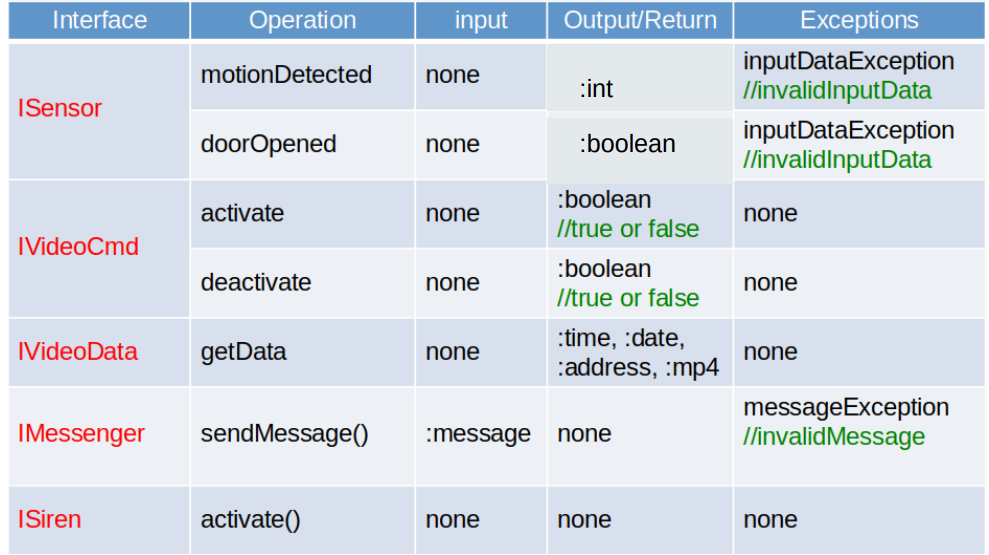 Interface Operation input Output/Return Exceptions
ISensor
motionDetected none :int inputDataException
//invalidInputData
doorOpened none :boolean inputDataException
//invalidInputData
IVideoCmd
activate none :boolean none
//true or false
deactivate none :boolean none
//true or false
IVideoData getData none :time, :date, none
:address, :mp4
IMessenger sendMessage() :message none messageException
//invalidMessage
ISiren activate() none none none